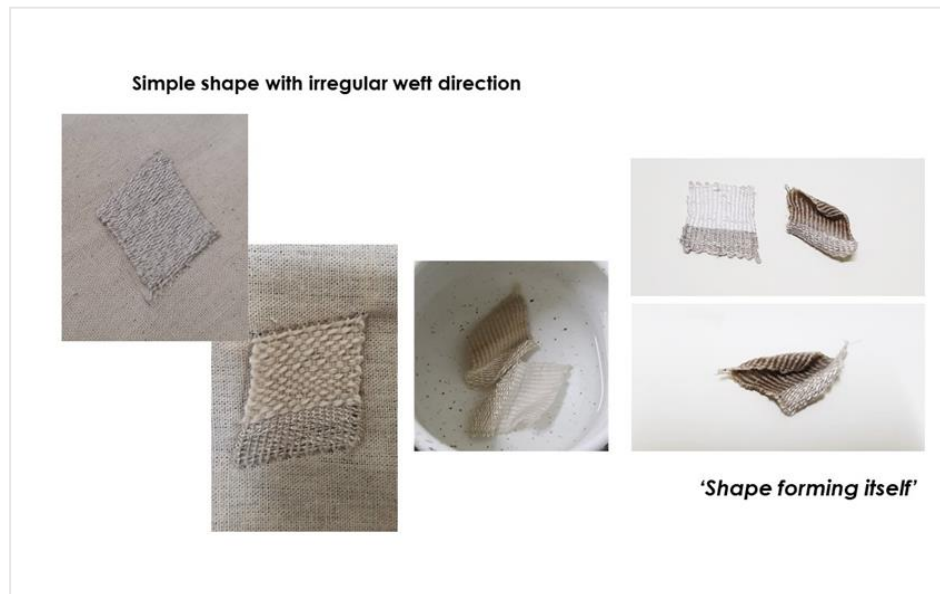 Simple shape with irregular weft direction
‘Shape forming itself’